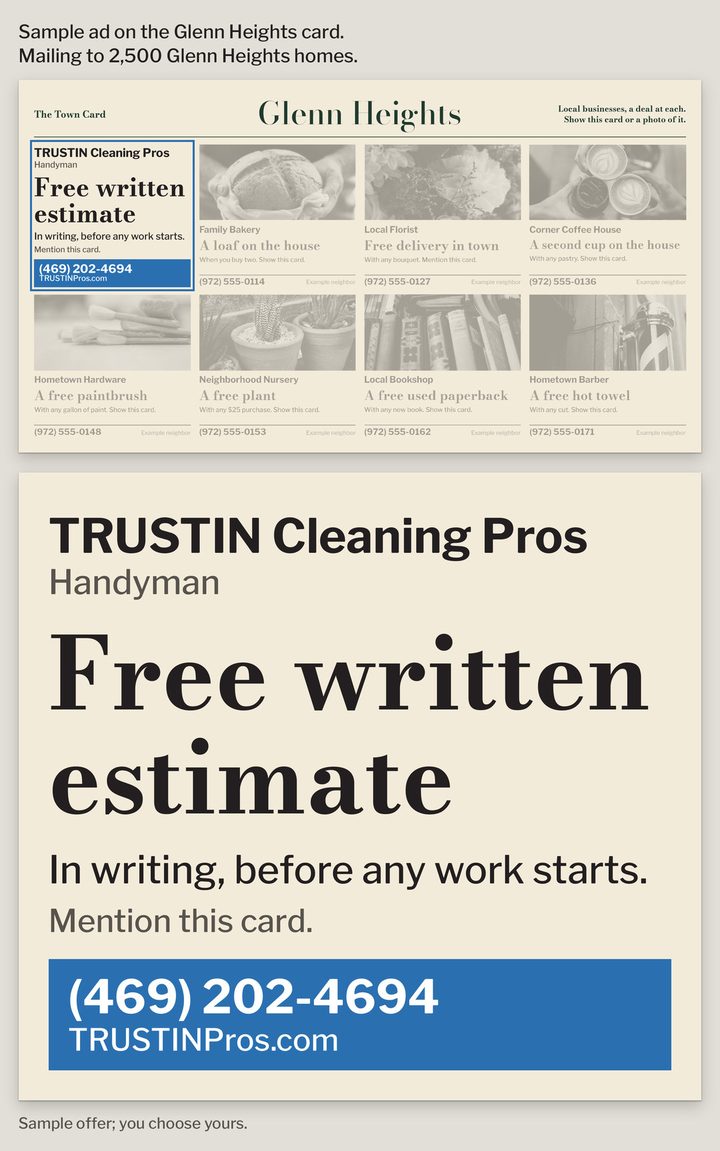 Sample ad on the Glenn Heights card.
Mailing to 2,500 Glenn Heights homes.
The Town Card
Glenn Heights
Local businesses, a deal at each.
Show this card or a photo of it.
TRUSTIN Cleaning Pros
Handyman
Free written
estimate
In writing, before any work starts.
Mention this card.
(469) 202-4694
TRUSTINPros.com
Family Bakery
A loaf on the house
When you buy two. Show this card.
(972) 555-0114
Example neighbor
Local Florist
Free delivery in town
With any bouquet. Mention this card.
(972) 555-0127
Example neighbor
Corner Coffee House
A second cup on the house
With any pastry. Show this card.
(972) 555-0136
Example neighbor
Hometown Hardware
A free paintbrush
With any gallon of paint. Show this card.
(972) 555-0148
Example neighbor
Neighborhood Nursery
A free plant
With any $25 purchase. Show this card.
(972) 555-0153
Example neighbor
Local Bookshop
A free used paperback
With any new book. Show this card.
(972) 555-0162
Example neighbor
Hometown Barber
A free hot towel
With any cut. Show this card.
(972) 555-0171
Example neighbor
TRUSTIN Cleaning Pros
Handyman
Free written
estimate
In writing, before any work starts.
Mention this card.
(469) 202-4694
TRUSTINPros.com
Sample offer; you choose yours.